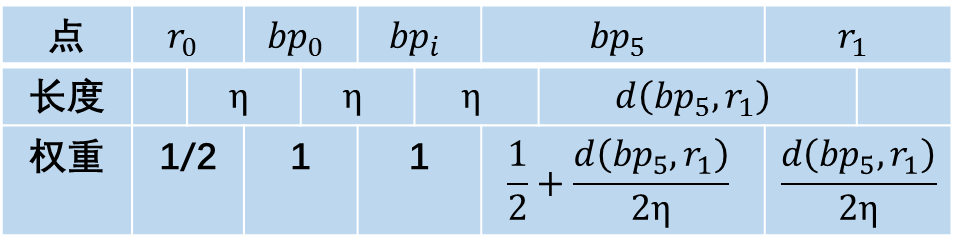 点 r₀ bp₀ bpᵢ bp₅ r₁
长度 η η η d(bp₅,r₁)
权重 1/2 1 1 1/2 + d(bp₅,r₁)/2η d(bp₅,r₁)/2η